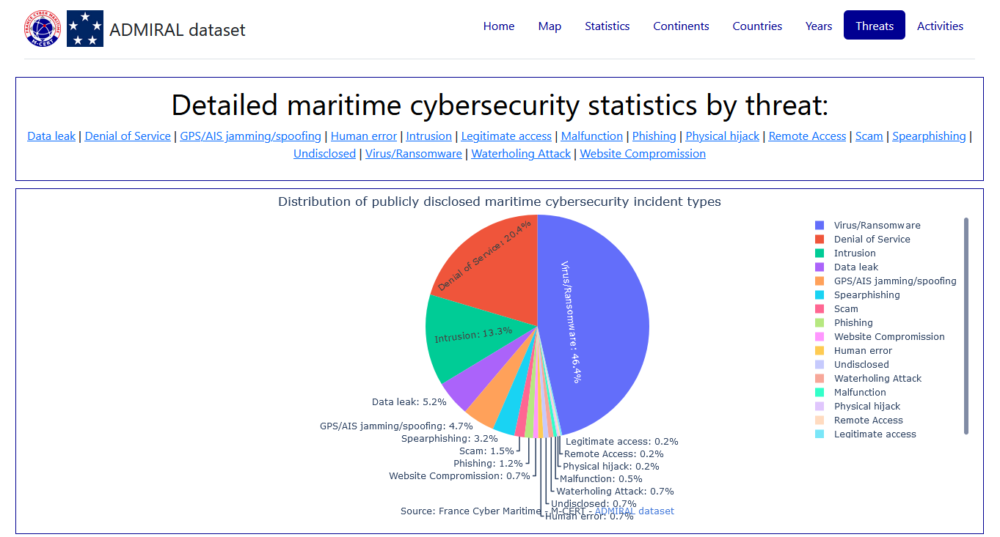 FRANCE CYBER MARITIME
M-CERT
ADMIRAL dataset
Home Map Statistics Continents Countries Years Threats Activities
Detailed maritime cybersecurity statistics by threat:
Data leak | Denial of Service | GPS/AIS jamming/spoofing | Human error | Intrusion | Legitimate access | Malfunction | Phishing | Physical hijack | Remote Access | Scam | Spearphishing |
Undisclosed | Virus/Ransomware | Waterholing Attack | Website Compromission
Distribution of publicly disclosed maritime cybersecurity incident types
Virus/Ransomware: 46.4%
Denial of Service: 20.4%
Intrusion: 13.3%
Data leak: 5.2%
GPS/AIS jamming/spoofing: 4.7%
Spearphishing: 3.2%
Scam: 1.5%
Phishing: 1.2%
Website Compromission: 0.7%
Legitimate access: 0.2%
Remote Access: 0.2%
Physical hijack: 0.2%
Malfunction: 0.5%
Waterholing Attack: 0.7%
Undisclosed: 0.7%
Human error: 0.7%
Source: France Cyber Maritime - M-CERT - ADMIRAL dataset
Virus/Ransomware
Denial of Service
Intrusion
Data leak
GPS/AIS jamming/spoofing
Spearphishing
Scam
Phishing
Website Compromission
Human error
Undisclosed
Waterholing Attack
Malfunction
Physical hijack
Remote Access
Legitimate access